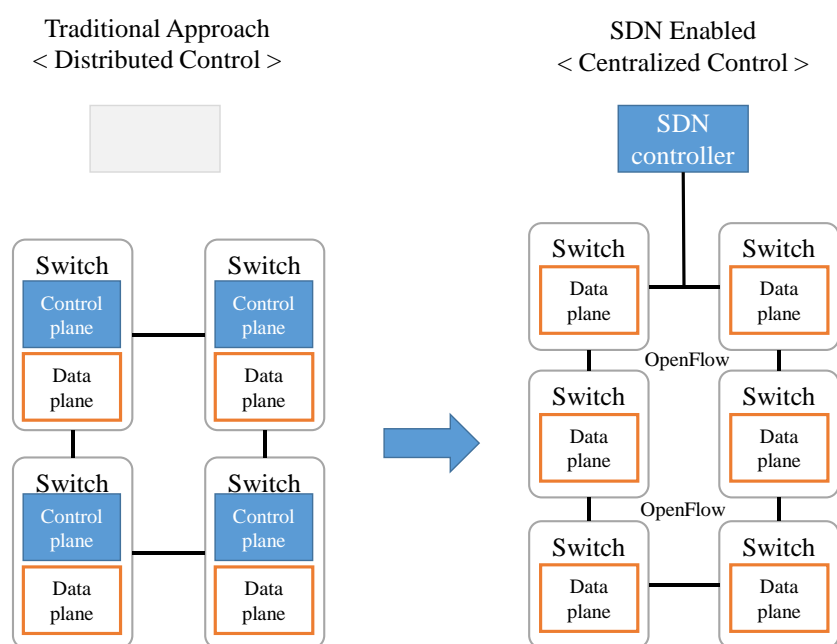 Traditional Approach
< Distributed Control >
Switch
Control
plane
Data
plane
Switch
Control
plane
Data
plane
Switch
Control
plane
Data
plane
Switch
Control
plane
Data
plane
SDN Enabled
< Centralized Control >
SDN
controller
Switch
Data
plane
Switch
Data
plane
OpenFlow
Switch
Data
plane
Switch
Data
plane
OpenFlow
Switch
Data
plane
Switch
Data
plane